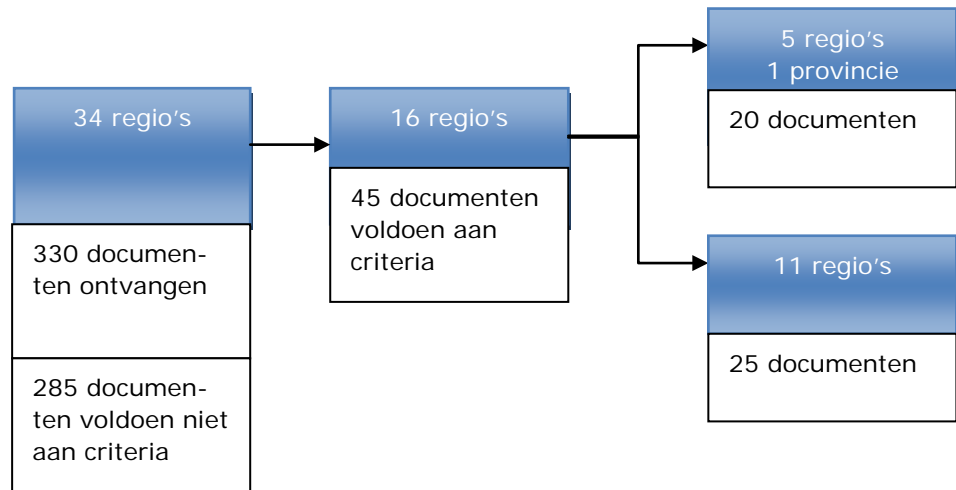 34 regio's
330 documen-
ten ontvangen
285 documen-
ten voldoen niet
aan criteria
16 regio's
45 documenten
voldoen aan
criteria
5 regio's
1 provincie
20 documenten
11 regio's
25 documenten